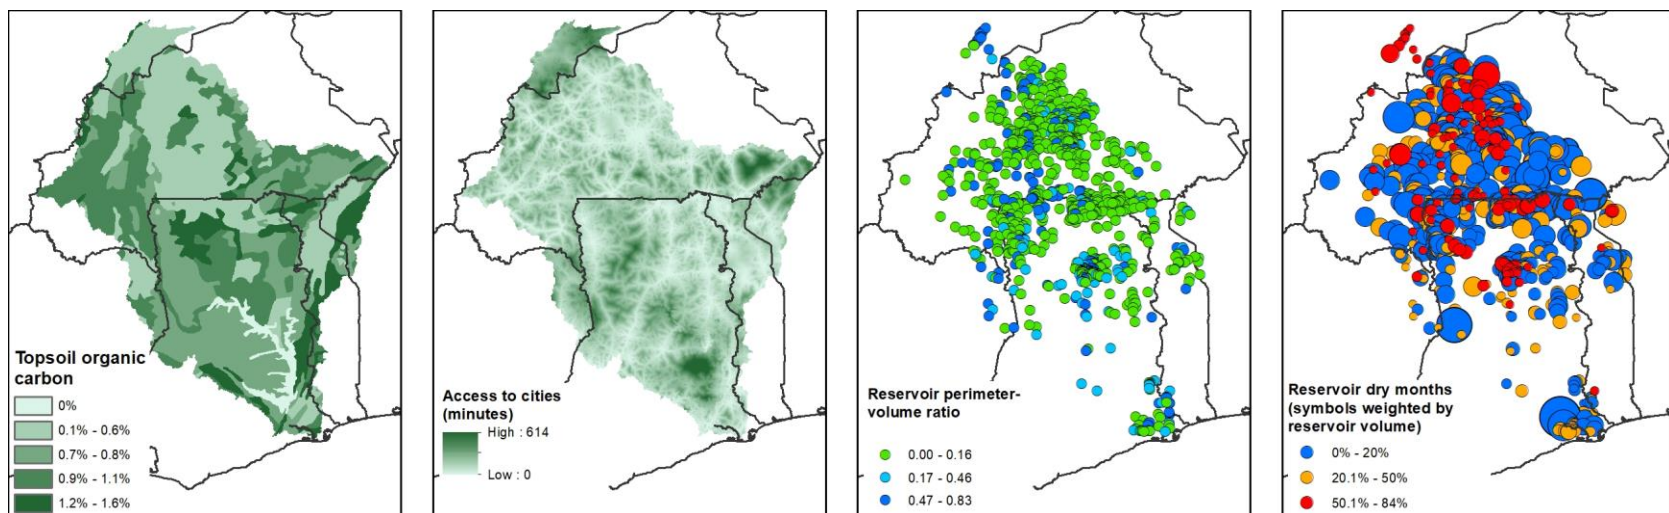 Topsoil organic
carbon
0%
0.1% - 0.6%
0.7% - 0.8%
0.9% - 1.1%
1.2% - 1.6%
Access to cities
(minutes)
High : 614
Low : 0
Reservoir perimeter-
volume ratio
0.00 - 0.16
0.17 - 0.46
0.47 - 0.83
Reservoir dry months
(symbols weighted by
reservoir volume)
0% - 20%
20.1% - 50%
50.1% - 84%